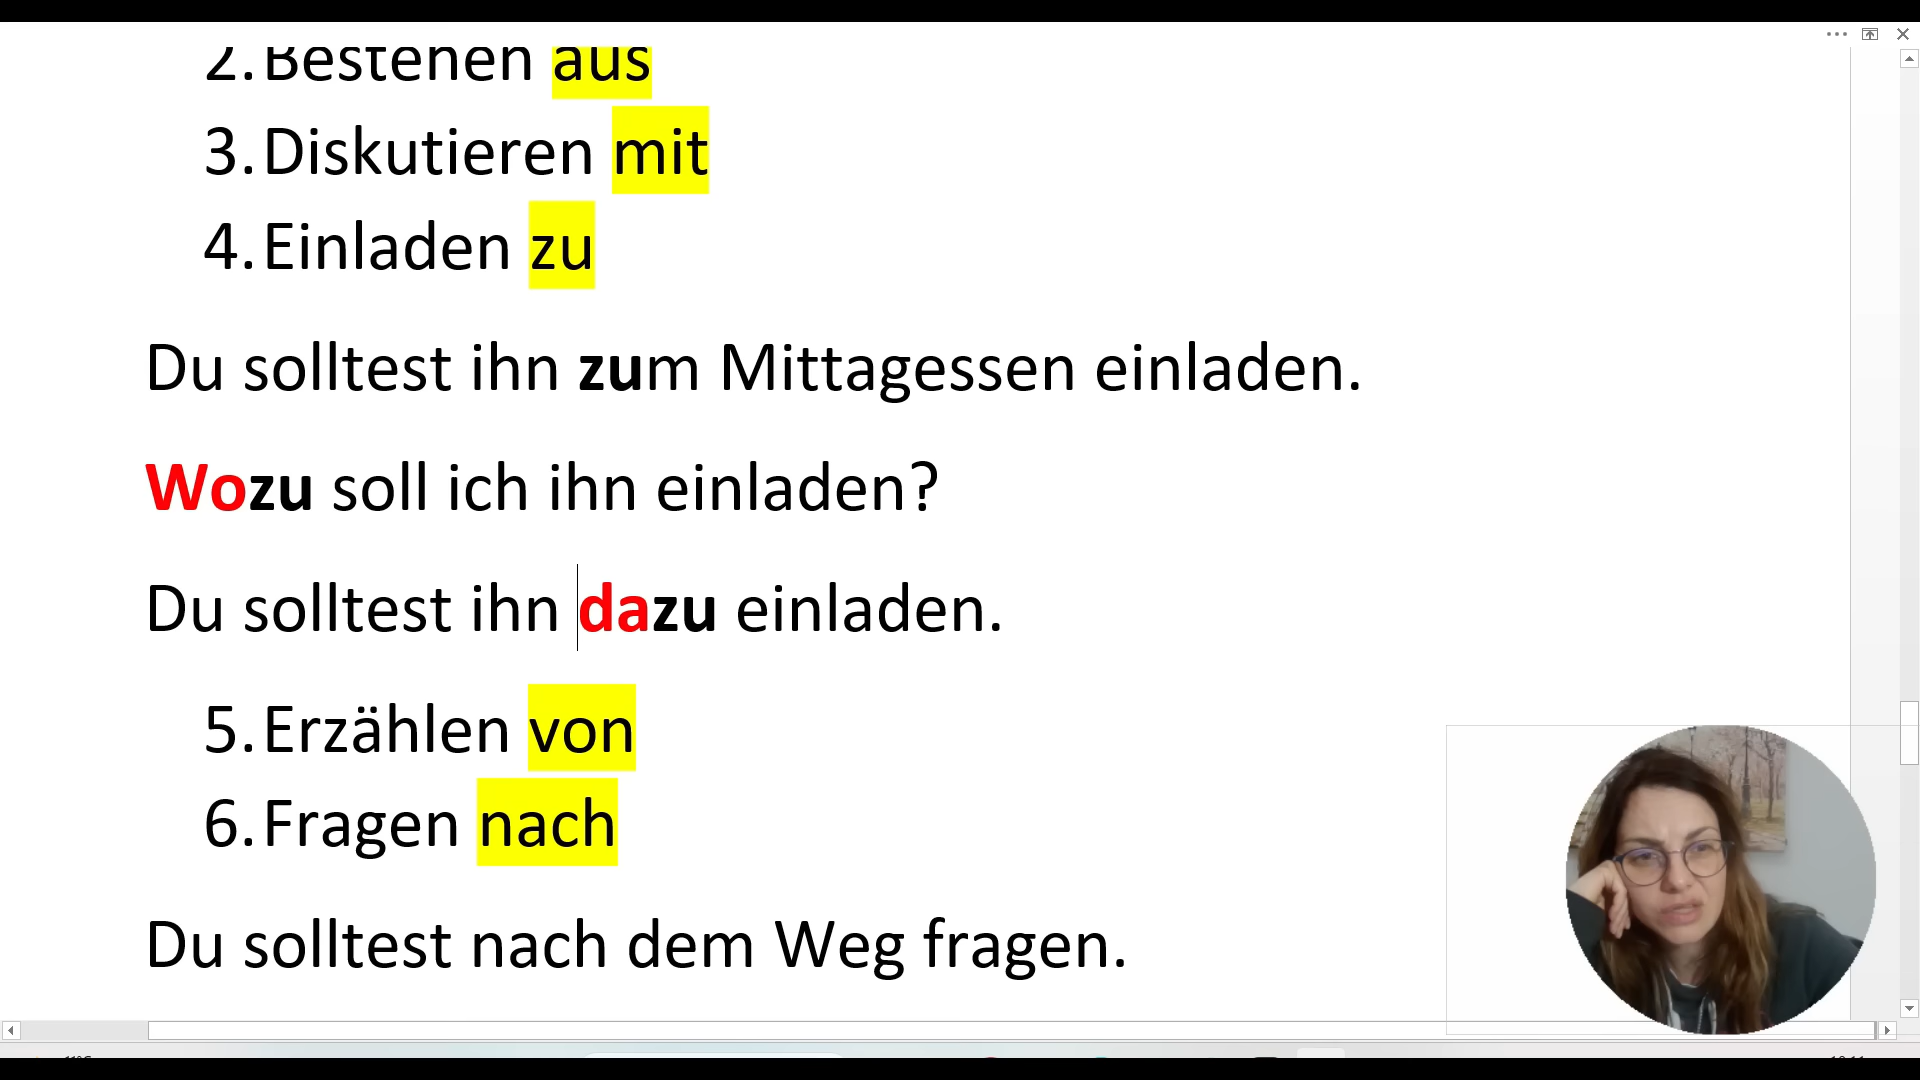 2. Bestehen aus
3. Diskutieren mit
4. Einladen zu
Du solltest ihn zum Mittagessen einladen.
Wozu soll ich ihn einladen?
Du solltest ihn dazu einladen.
5. Erzählen von
6. Fragen nach
Du solltest nach dem Weg fragen.